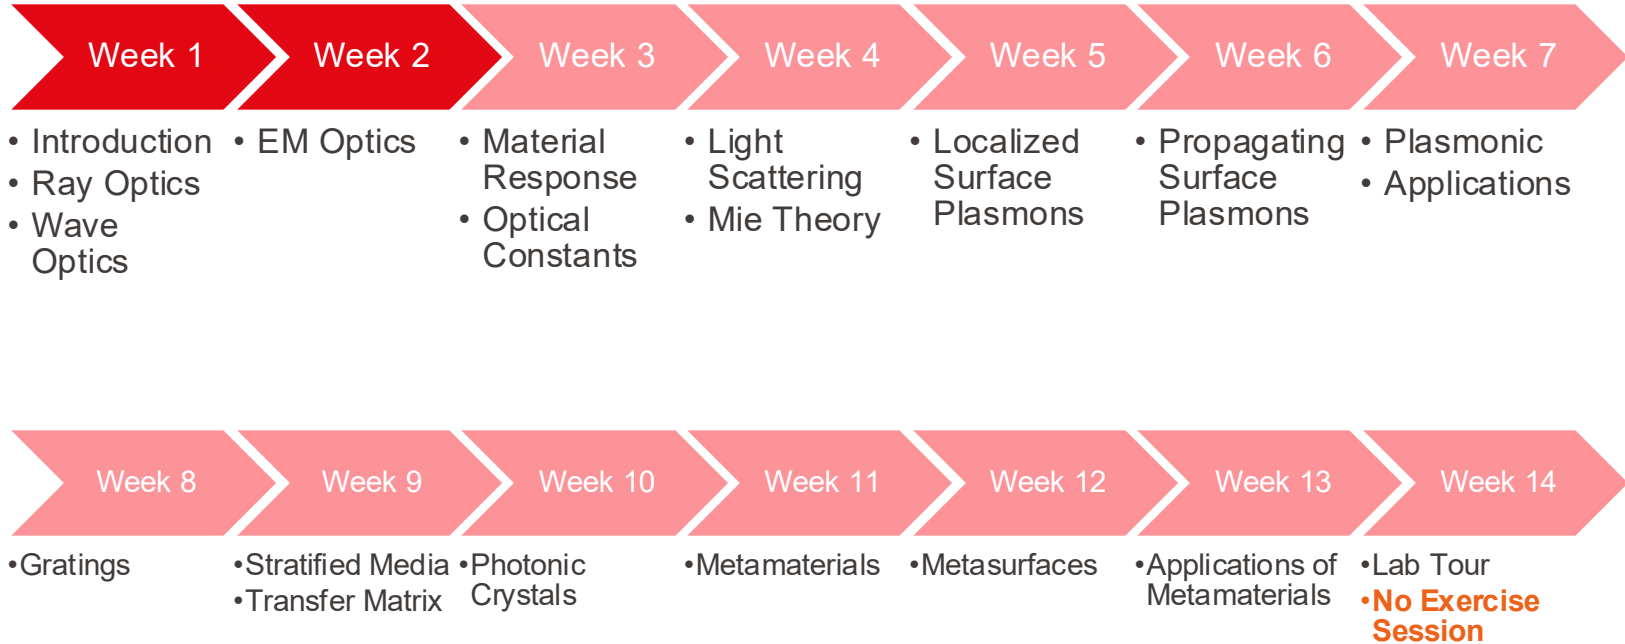 Week 1
Week 2
Week 3
Week 4
Week 5
Week 6
Week 7
• Introduction
• Ray Optics
• Wave
Optics
• EM Optics
• Material
Response
• Optical
Constants
• Light
Scattering
• Mie Theory
• Localized
Surface
Plasmons
• Propagating
Surface
Plasmons
• Plasmonic
• Applications
Week 8
Week 9
Week 10
Week 11
Week 12
Week 13
Week 14
•Gratings
•Stratified Media
•Transfer Matrix
•Photonic
Crystals
•Metamaterials
•Metasurfaces
•Applications of
Metamaterials
•Lab Tour
•No Exercise
Session